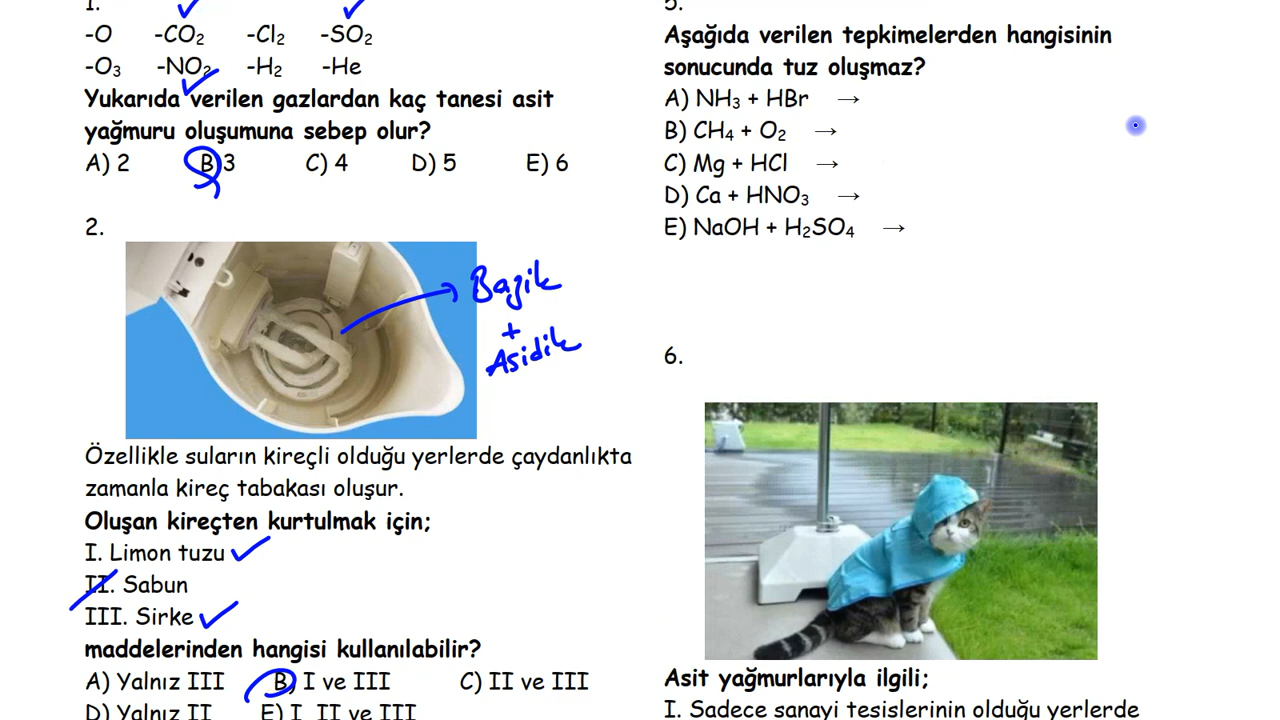 1.
-O -CO₂ -Cl₂ -SO₂
-O₃ -NO₂ -H₂ -He
Yukarıda verilen gazlardan kaç tanesi asit
yağmuru oluşumuna sebep olur?
A) 2 B) 3 C) 4 D) 5 E) 6
2.
Bazik
+
Asidik
Özellikle suların kireçli olduğu yerlerde çaydanlıkta
zamanla kireç tabakası oluşur.
Oluşan kireçten kurtulmak için;
I. Limon tuzu
II. Sabun
III. Sirke
maddelerinden hangisi kullanılabilir?
A) Yalnız III B) I ve III C) II ve III
D) Yalnız II E) I II ve III
5.
Aşağıda verilen tepkimelerden hangisinin
sonucunda tuz oluşmaz?
A) NH₃ + HBr →
B) CH₄ + O₂ →
C) Mg + HCl →
D) Ca + HNO₃ →
E) NaOH + H₂SO₄ →
6.
Asit yağmurlarıyla ilgili;
I. Sadece sanayi tesislerinin olduğu yerlerde